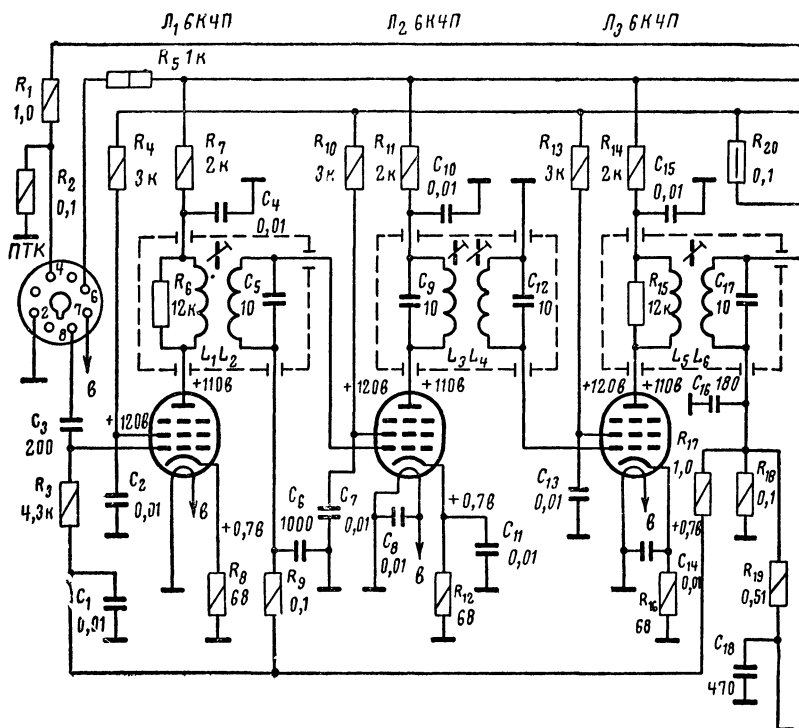 Л₁ 6К4П
Л₂ 6К4П
Л₃ 6К4П
R₅ 1к
R₁
1,0
R₂
0,1
R₄
3к
R₇
2к
C₄
0,01
R₁₀
3к
R₁₁
2к
C₁₀
0,01
R₁₃
3к
R₁₄
2к
C₁₅
0,01
R₂₀
0,1
ПТК
4
6
2
7
8
в
R₆
12к
C₅
10
L₁L₂
C₉
10
C₁₂
10
L₃L₄
R₁₅
12к
C₁₇
10
L₅L₆
+110в
+120в
+110в
+120в
+110в
C₁₆ 180
C₃
200
+120в
R₃
4,3к
C₂
0,01
в
+0,7в
C₆
1000
C₇
0,01
C₈
0,01
в
+0,7в
C₁₁
0,01
C₁₃
0,01
в
R₁₇
1,0
+0,7в
R₁₈
0,1
C₁
0,01
R₈
68
R₉
0,1
R₁₂
68
C₁₄
0,01
R₁₆
68
R₁₉
0,51
C₁₈
470